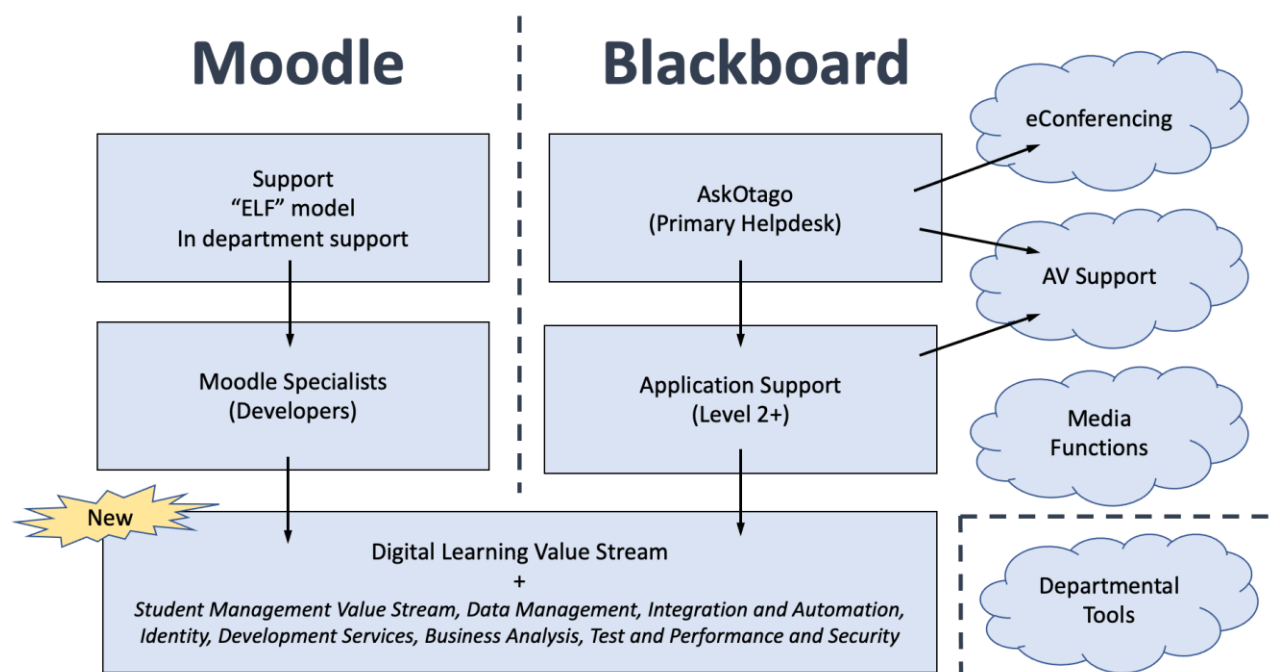 Moodle
Blackboard
Support
“ELF” model
In department support
AskOtago
(Primary Helpdesk)
eConferencing
AV Support
Moodle Specialists
(Developers)
Application Support
(Level 2+)
Media
Functions
New
Digital Learning Value Stream
+
Student Management Value Stream, Data Management, Integration and Automation,
Identity, Development Services, Business Analysis, Test and Performance and Security
Departmental
Tools